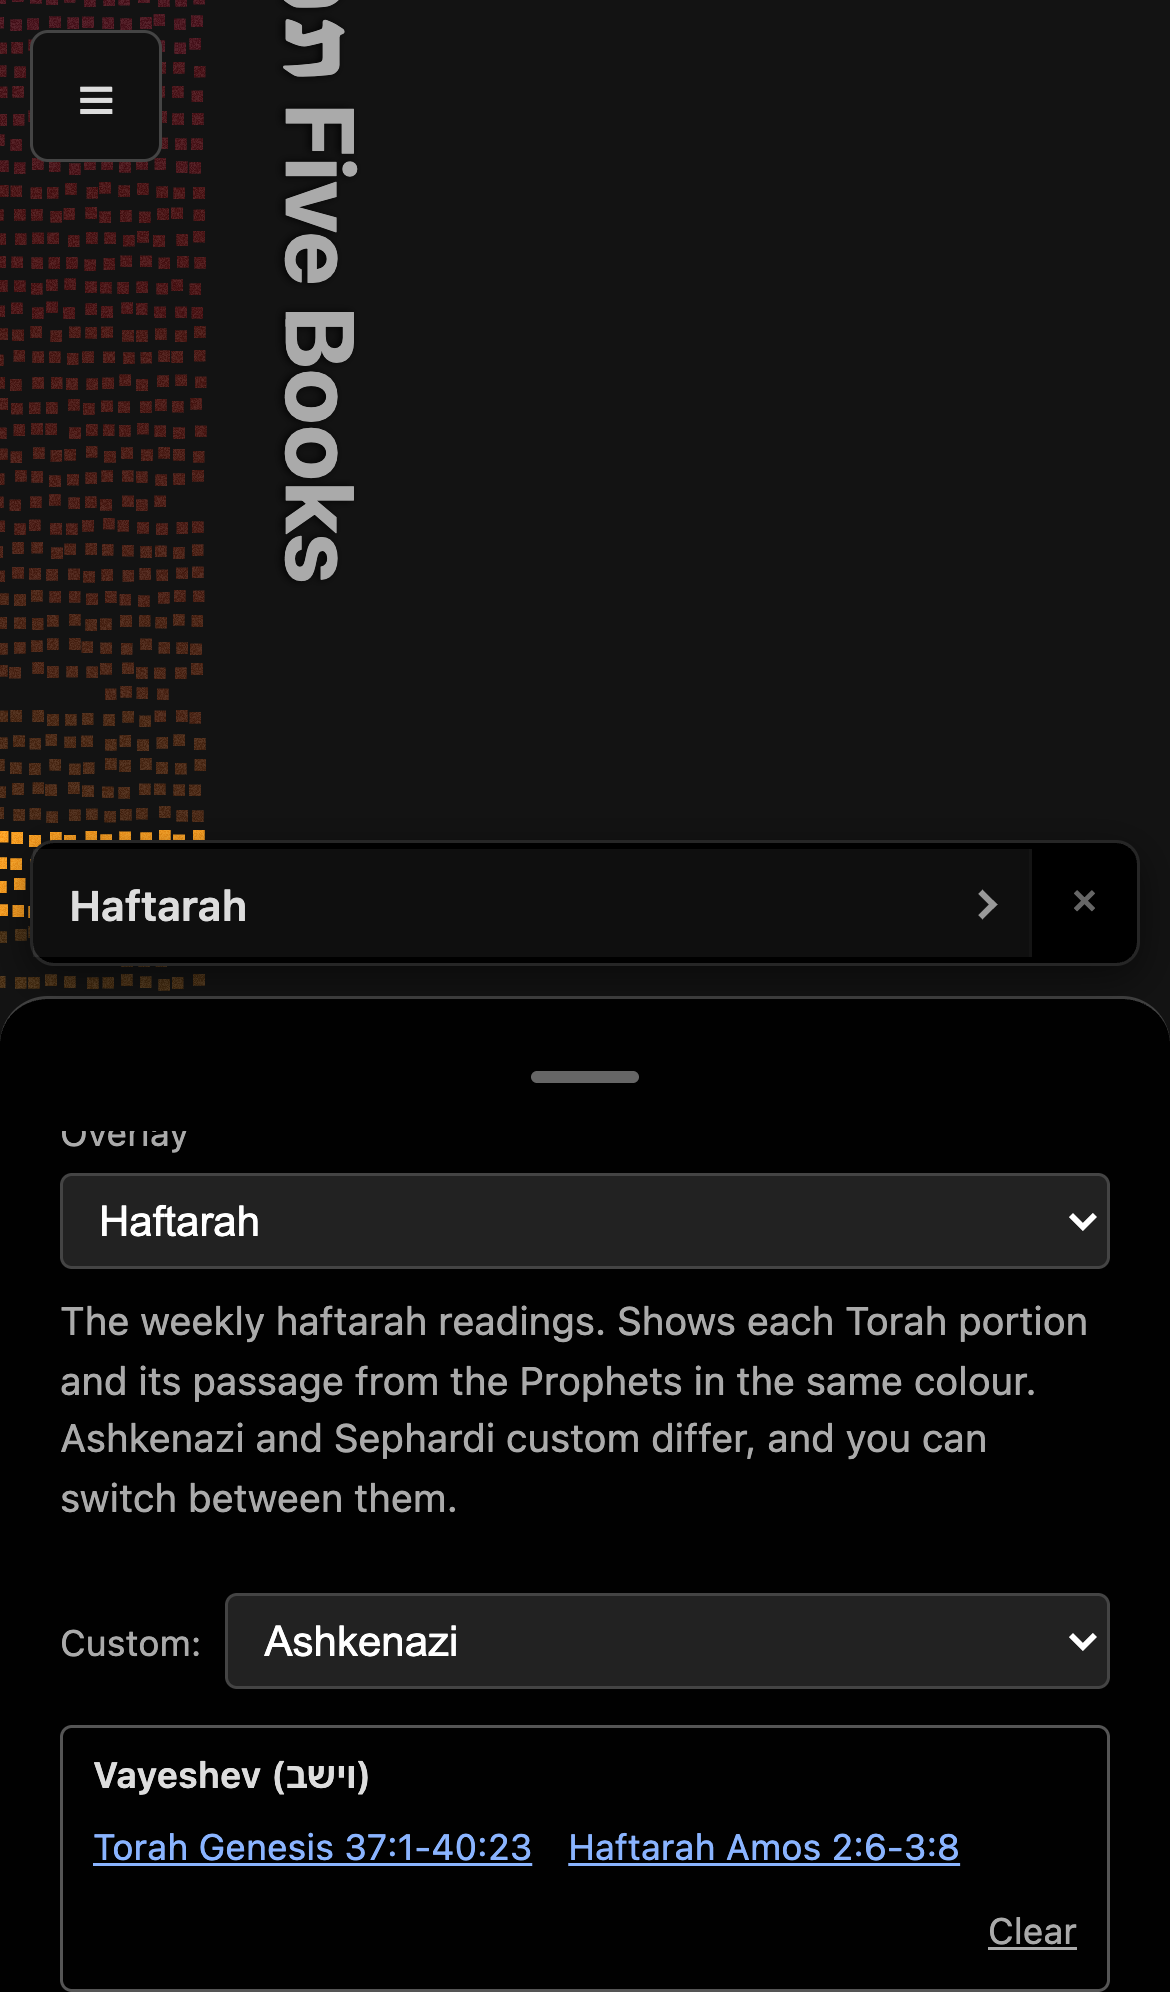 Five Books
Haftarah
Overlay
Haftarah
The weekly haftarah readings. Shows each Torah portion
and its passage from the Prophets in the same colour.
Ashkenazi and Sephardi custom differ, and you can
switch between them.
Custom:
Ashkenazi
Vayeshev (וישב)
Torah Genesis 37:1-40:23
Haftarah Amos 2:6-3:8
Clear